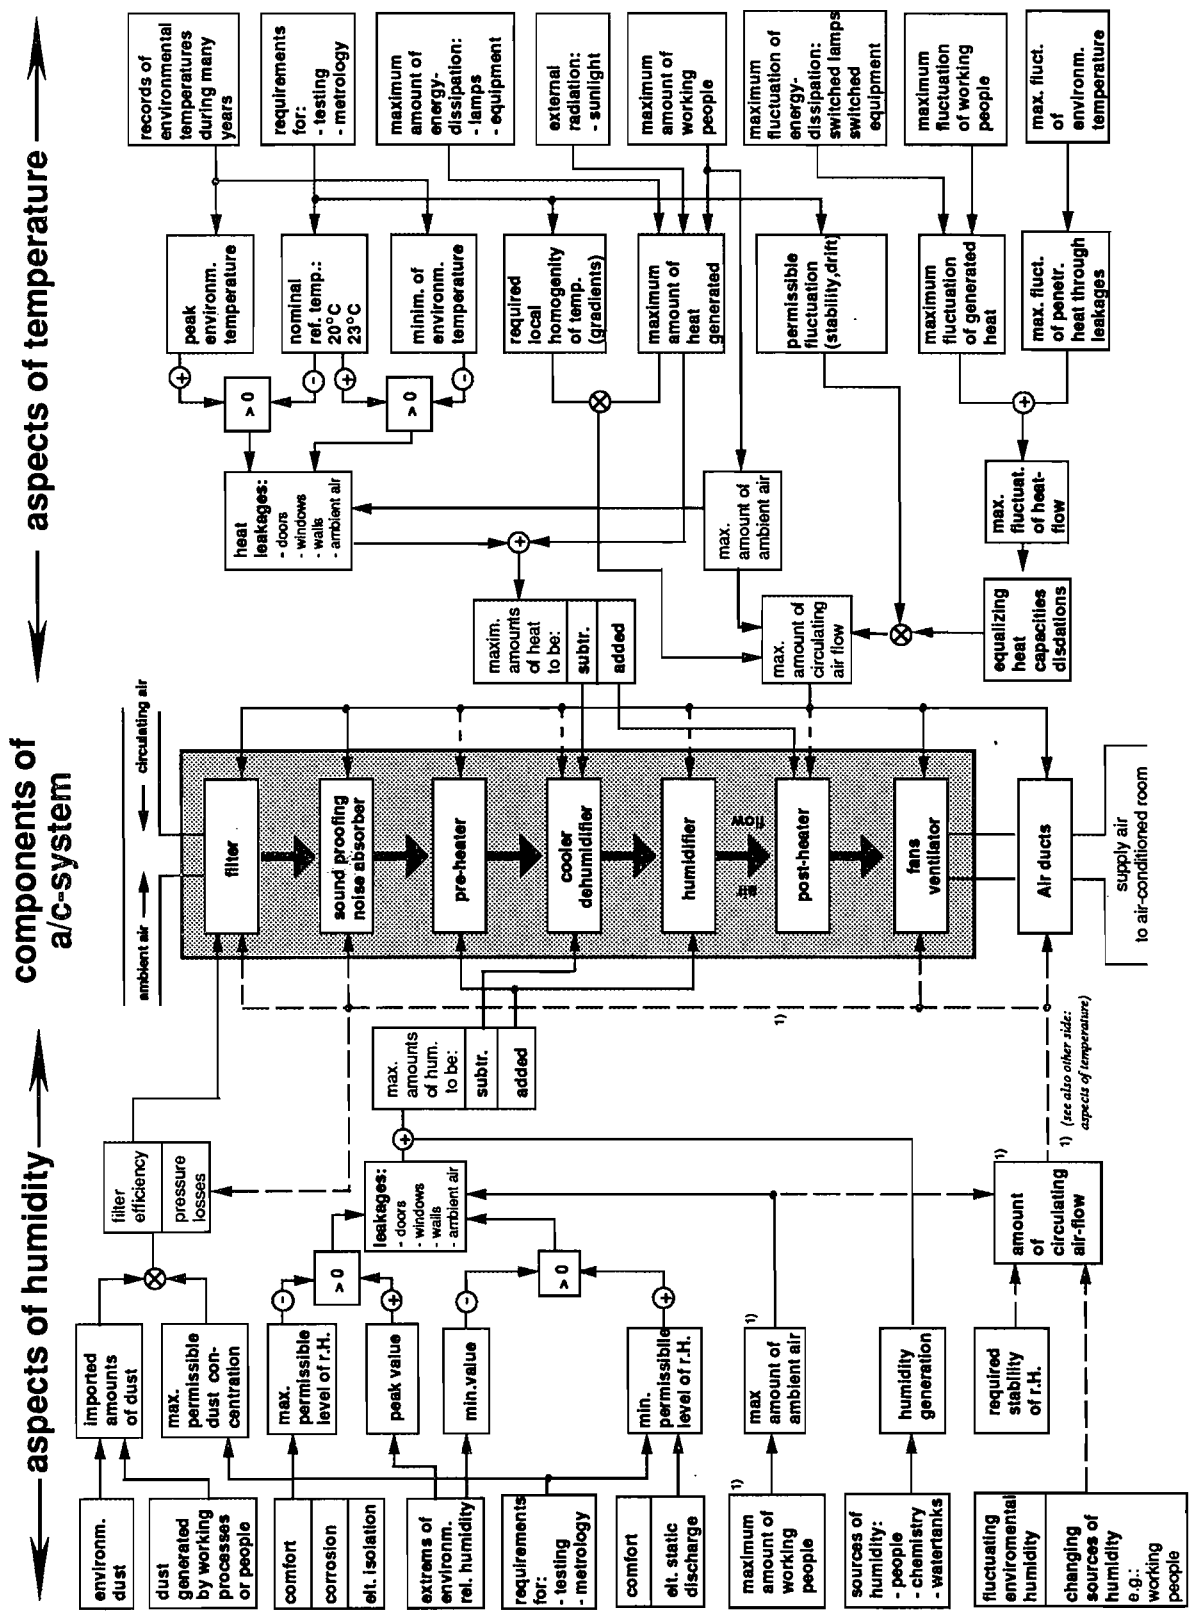 aspects of temperature
components of
a/c-system
aspects of humidity
records of
environmental
temperatures
during many
years
requirements
for:
- testing
- metrology
maximum
amount of
energy-
dissipation:
- lamps
- equipment
external
radiation:
- sunlight
maximum
amount of
working
people
maximum
fluctuation of
energy-
dissipation:
switched lamps
switched
equipment
maximum
fluctuation
of working
people
max. fluct.
of
environm.
temperature
peak
environm.
temperature
nominal
ref. temp.:
20°C
23°C
minim. of
environm.
temperature
required
local
homogenity
of temp.
(gradients)
maximum
amount of
heat
generated
permissible
fluctuation
(stability,drift)
maximum
fluctuation
of generated
heat
max. fluct.
of penetr.
heat through
leakages
+
-
+
-
> 0
> 0
+
heat
leakages:
- doors
- windows
- walls
- ambient air
+
max.
amount of
ambient air
max.
fluctuat.
of heat-
flow
maxim.
amounts
of heat
to be:
subtr.
added
max.
amount of
circulating
air flow
equalizing
heat
capacities
disdations
ambient air
circulating air
filter
sound proofing
noise absorber
pre-heater
cooler
dehumidifier
humidifier
air
flow
post-heater
fans
ventilator
Air ducts
supply air
to air-conditioned room
1)
1) (see also other side:
aspects of temperature)
filter
efficiency
pressure
losses
max.
amounts
of hum.
to be:
subtr.
added
+
leakages:
- doors
- windows
- walls
- ambient air
1)
amount
of
circulating
air-flow
> 0
> 0
-
+
-
+
imported
amounts
of dust
max.
permissible
dust con-
centration
max.
permissible
level of r.H.
peak value
min.value
min.
permissibile
level of r.H.
1)
max
amount of
ambient air
humidity
generation
required
stability
of r.H.
environm.
dust
dust
generated
by working
processes
or people
comfort
corrosion
elt. isolation
extrems of
environm.
rel. humidity
requirements
for:
- testing
- metrology
comfort
elt. static
discharge
1)
maximum
amount of
working
people
sources of
humidity:
- people
- chemistry
- watertanks
fluctuating
enviromental
humidity
changing
sources of
humidity
e.g.:
working
people